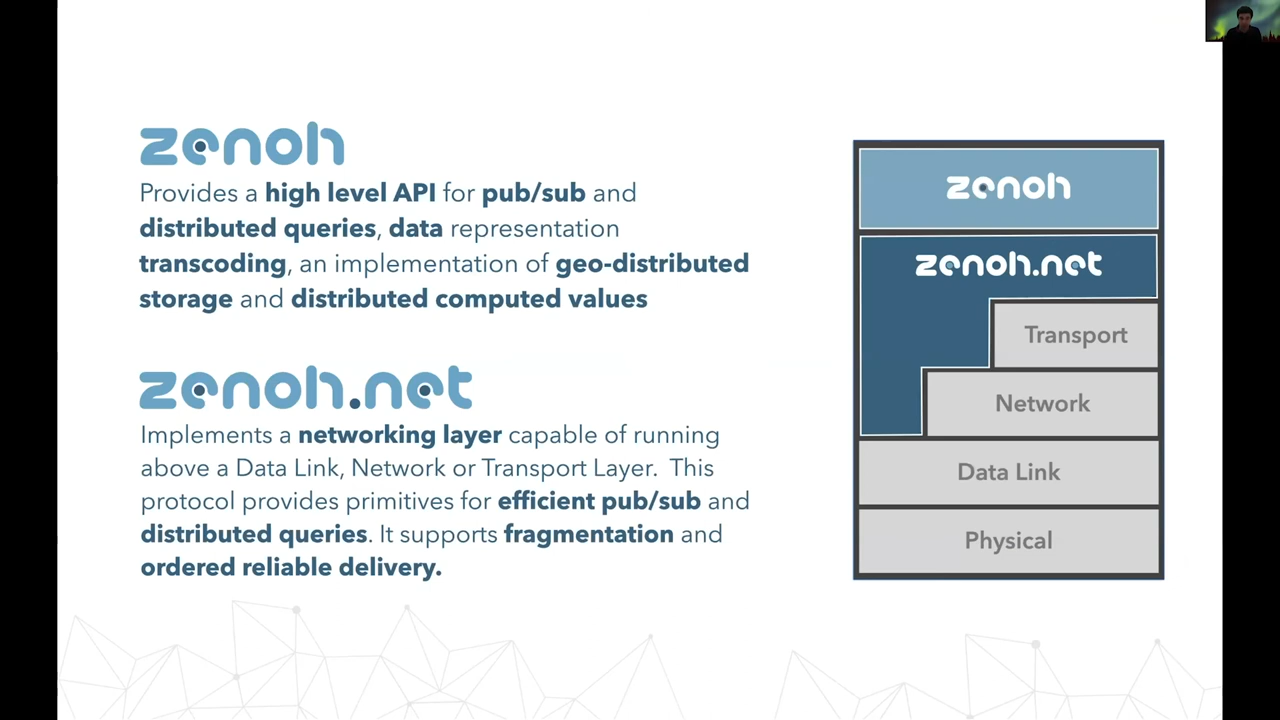 zenoh
Provides a high level API for pub/sub and
distributed queries, data representation
transcoding, an implementation of geo-distributed
storage and distributed computed values
zenoh.net
Implements a networking layer capable of running
above a Data Link, Network or Transport Layer. This
protocol provides primitives for efficient pub/sub and
distributed queries. It supports fragmentation and
ordered reliable delivery.
zenoh
zenoh.net
Transport
Network
Data Link
Physical